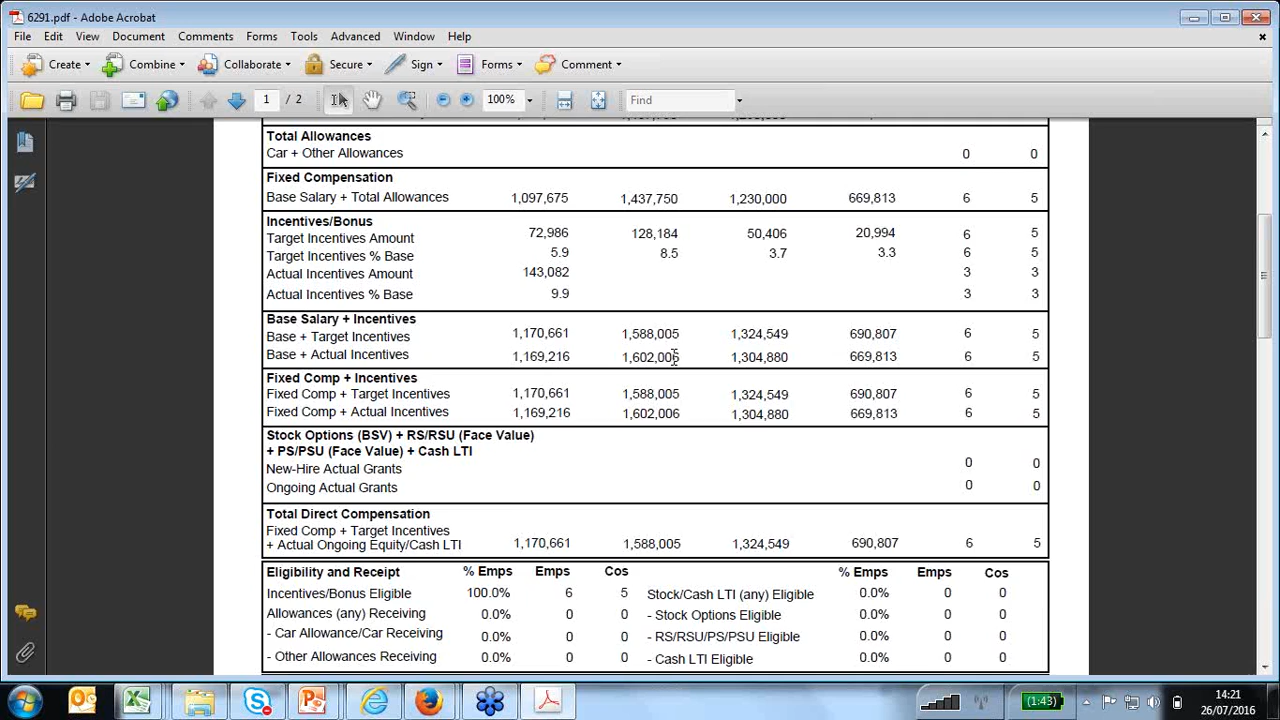 6291.pdf - Adobe Acrobat
File Edit View Document Comments Forms Tools Advanced Window Help
Create Combine Collaborate Secure Sign Forms Comment
1 / 2 100% Find
Total Allowances
Car + Other Allowances 0 0
Fixed Compensation
Base Salary + Total Allowances 1,097,675 1,437,750 1,230,000 669,813 6 5
Incentives/Bonus
Target Incentives Amount 72,986 128,184 50,406 20,994 6 5
Target Incentives % Base 5.9 8.5 3.7 3.3 6 5
Actual Incentives Amount 143,082 3 3
Actual Incentives % Base 9.9 3 3
Base Salary + Incentives
Base + Target Incentives 1,170,661 1,588,005 1,324,549 690,807 6 5
Base + Actual Incentives 1,169,216 1,602,006 1,304,880 669,813 6 5
Fixed Comp + Incentives
Fixed Comp + Target Incentives 1,170,661 1,588,005 1,324,549 690,807 6 5
Fixed Comp + Actual Incentives 1,169,216 1,602,006 1,304,880 669,813 6 5
Stock Options (BSV) + RS/RSU (Face Value)
+ PS/PSU (Face Value) + Cash LTI
New-Hire Actual Grants 0 0
Ongoing Actual Grants 0 0
Total Direct Compensation
Fixed Comp + Target Incentives
+ Actual Ongoing Equity/Cash LTI 1,170,661 1,588,005 1,324,549 690,807 6 5
Eligibility and Receipt % Emps Emps Cos % Emps Emps Cos
Incentives/Bonus Eligible 100.0% 6 5 Stock/Cash LTI (any) Eligible 0.0% 0 0
Allowances (any) Receiving 0.0% 0 0 - Stock Options Eligible 0.0% 0 0
- Car Allowance/Car Receiving 0.0% 0 0 - RS/RSU/PS/PSU Eligible 0.0% 0 0
- Other Allowances Receiving 0.0% 0 0 - Cash LTI Eligible 0.0% 0 0
(1:43) 14:21
26/07/2016